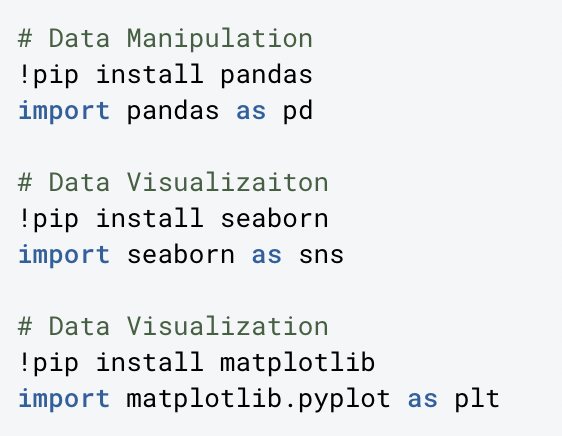 # Data Manipulation
!pip install pandas
import pandas as pd
# Data Visualizaiton
!pip install seaborn
import seaborn as sns
# Data Visualization
!pip install matplotlib
import matplotlib.pyplot as plt